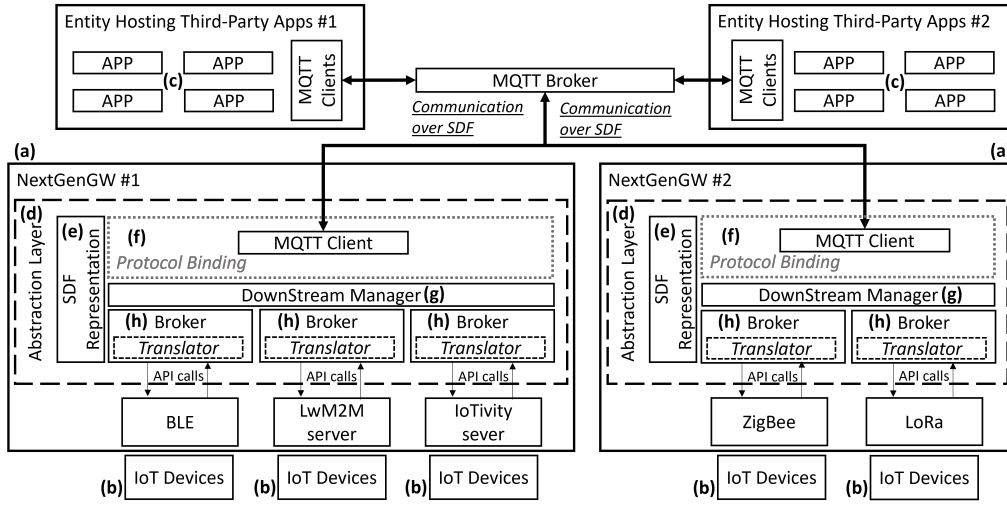 Entity Hosting Third-Party Apps #1
APP
APP
(c)
APP
APP
MQTT
Clients
MQTT Broker
Communication
over SDF
Communication
over SDF
Entity Hosting Third-Party Apps #2
MQTT
Clients
APP
APP
(c)
APP
APP
(a)
NextGenGW #1
(d)
Abstraction Layer
(e)
SDF
Representation
(f)
MQTT Client
Protocol Binding
DownStream Manager (g)
(h) Broker
Translator
(h) Broker
Translator
(h) Broker
Translator
API calls
API calls
API calls
BLE
LwM2M
server
IoTivity
sever
(b)
IoT Devices
(b)
IoT Devices
(b)
IoT Devices
(a
NextGenGW #2
(d)
Abstraction Layer
(e)
SDF
Representation
(f)
MQTT Client
Protocol Binding
DownStream Manager (g)
(h) Broker
Translator
(h) Broker
Translator
API calls
API calls
ZigBee
LoRa
(b)
IoT Devices
(b)
IoT Devices